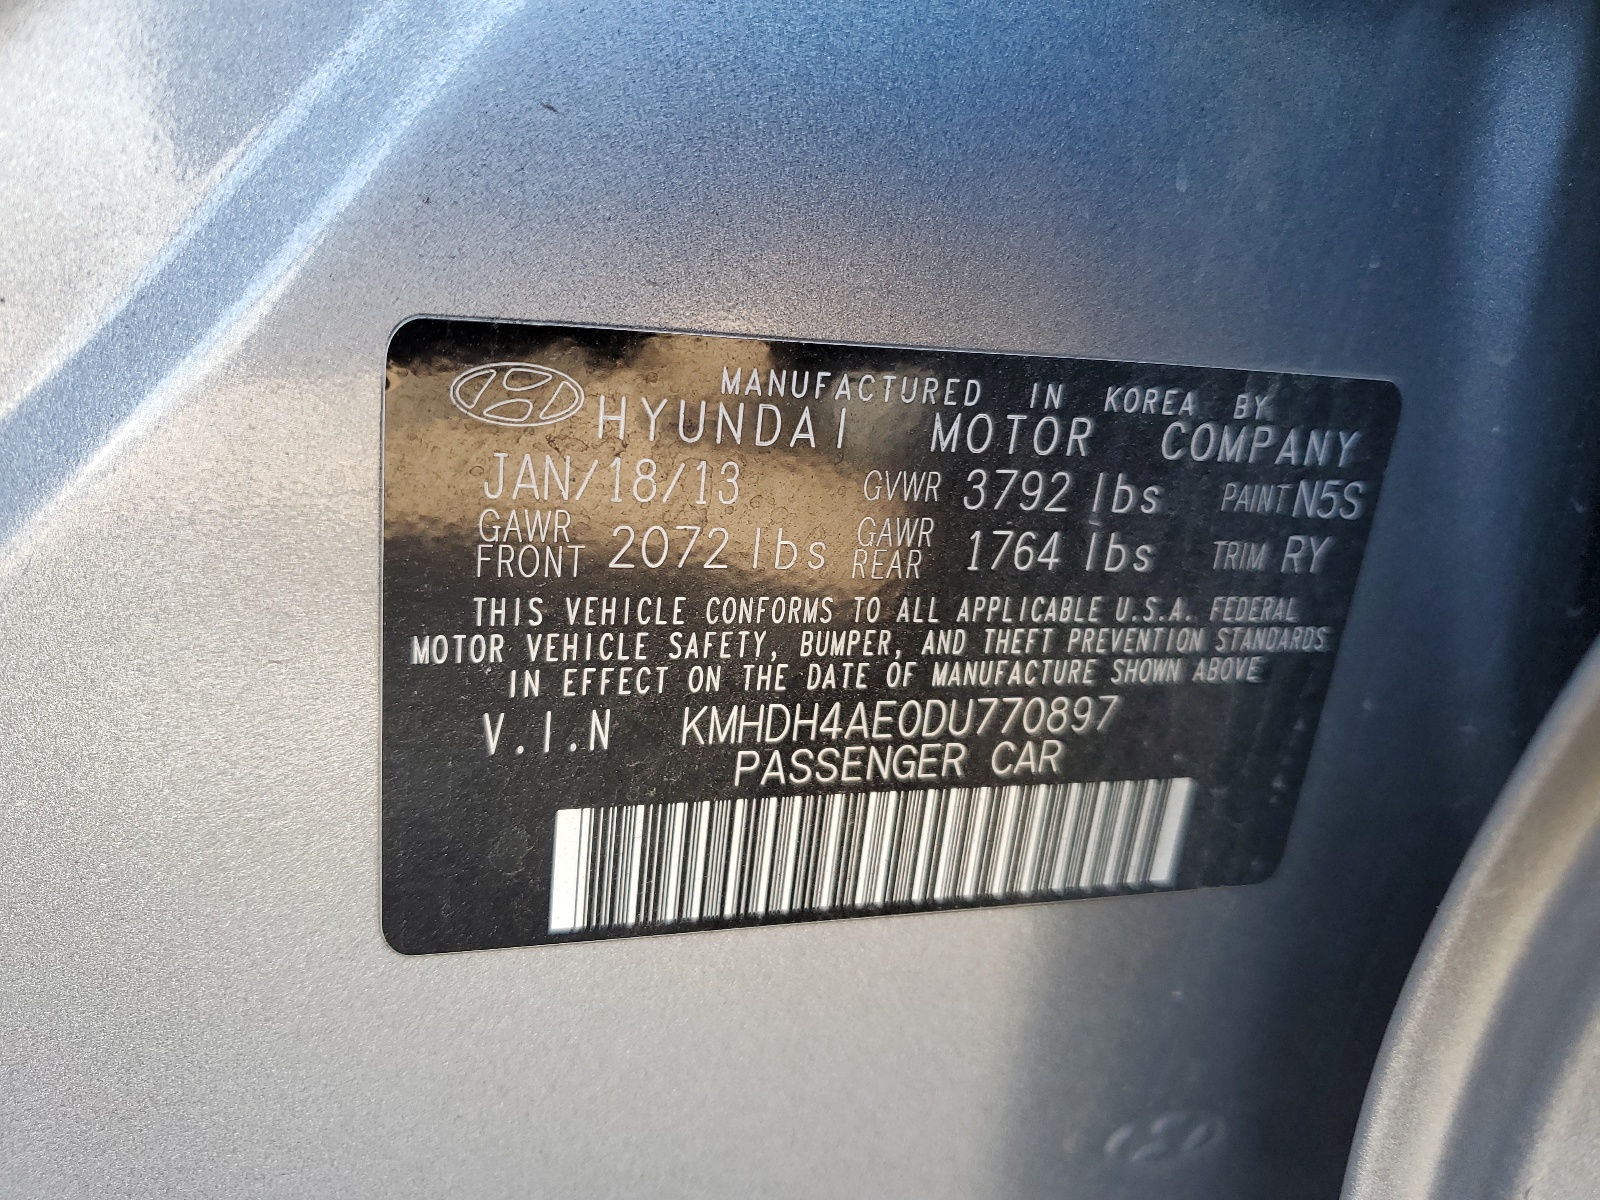 MANUFACTURED IN KOREA BY
HYUNDAI MOTOR COMPANY
JAN/18/13 GVWR 3792 lbs PAINT N5S
GAWR FRONT 2072 lbs GAWR REAR 1764 lbs TRIM RY
THIS VEHICLE CONFORMS TO ALL APPLICABLE U.S.A. FEDERAL
MOTOR VEHICLE SAFETY, BUMPER, AND THEFT PREVENTION STANDARDS
IN EFFECT ON THE DATE OF MANUFACTURE SHOWN ABOVE
V.I.N KMHDH4AE0DU770897
PASSENGER CAR